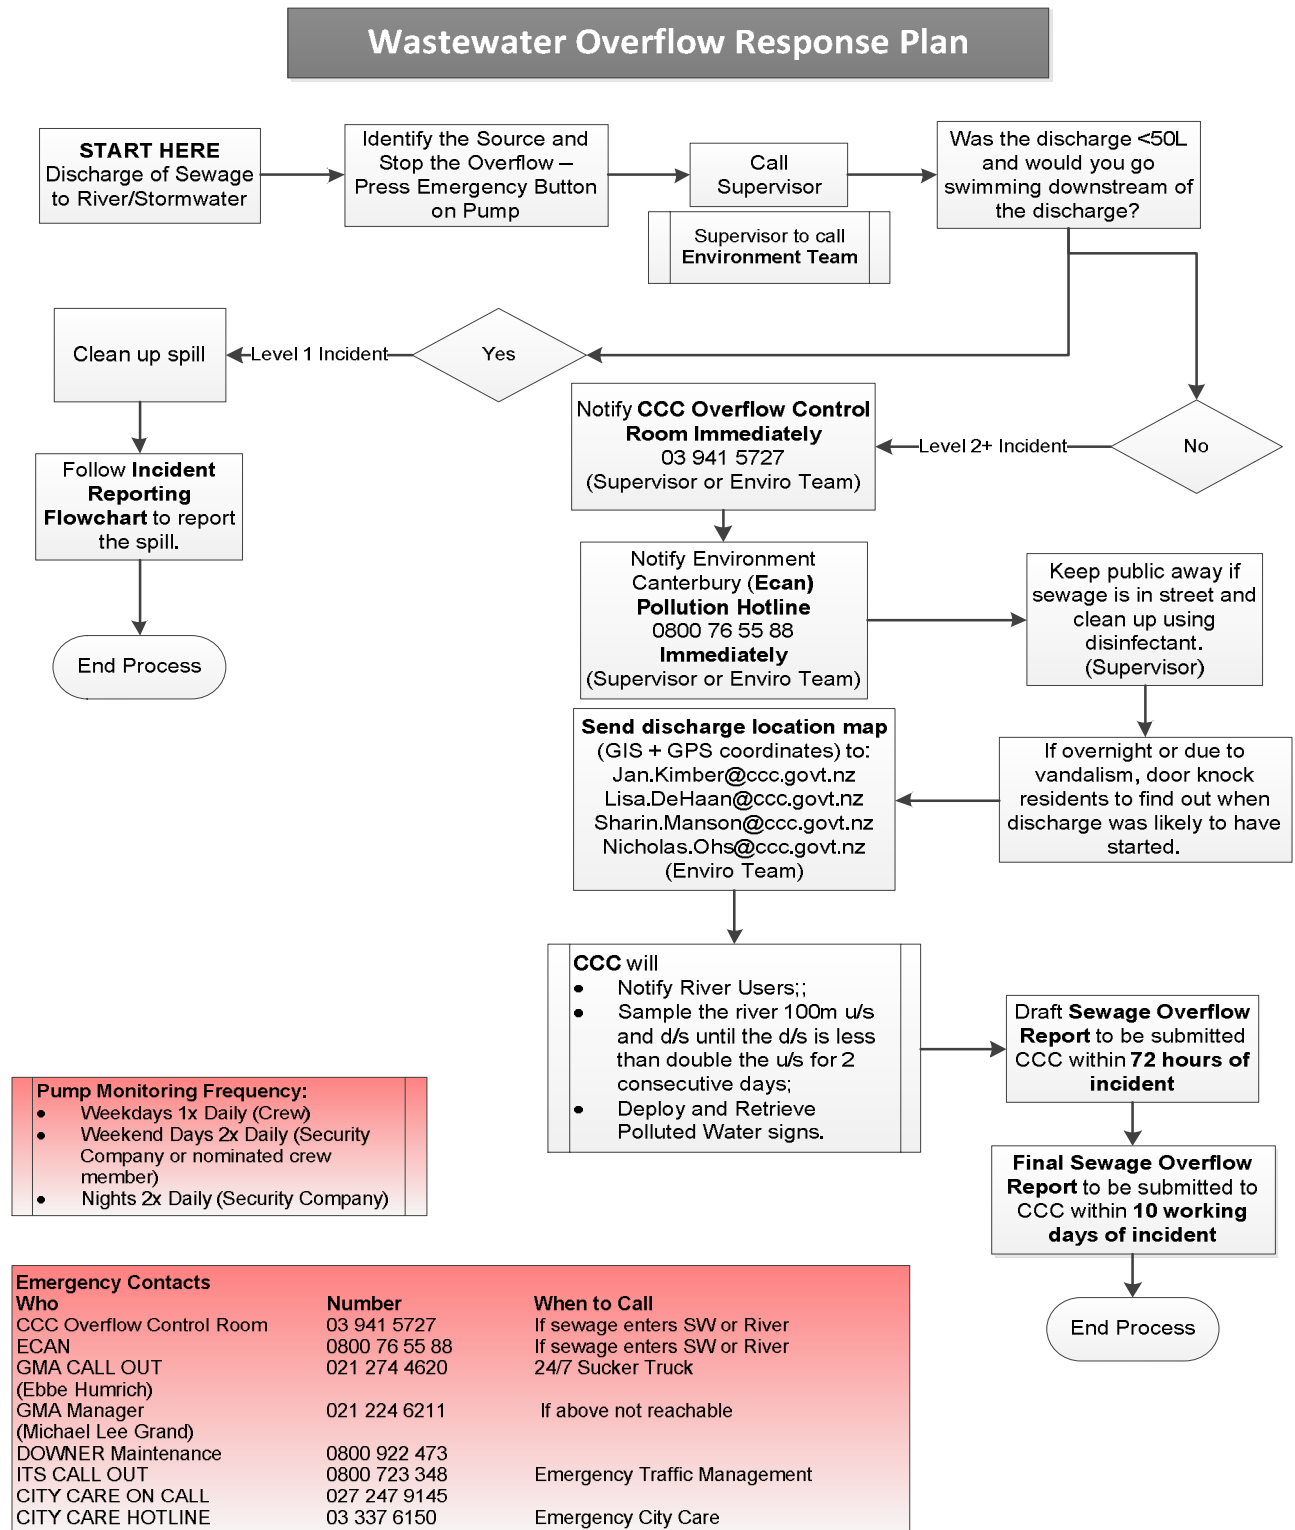 Wastewater Overflow Response Plan
START HERE
Discharge of Sewage
to River/Stormwater
Identify the Source and
Stop the Overflow –
Press Emergency Button
on Pump
Call
Supervisor
Supervisor to call
Environment Team
Was the discharge <50L
and would you go
swimming downstream of
the discharge?
Clean up spill
Level 1 Incident
Yes
Follow Incident
Reporting
Flowchart to report
the spill.
End Process
No
Level 2+ Incident
Notify CCC Overflow Control
Room Immediately
03 941 5727
(Supervisor or Enviro Team)
Notify Environment
Canterbury (Ecan)
Pollution Hotline
0800 76 55 88
Immediately
(Supervisor or Enviro Team)
Keep public away if
sewage is in street and
clean up using
disinfectant.
(Supervisor)
If overnight or due to
vandalism, door knock
residents to find out when
discharge was likely to have
started.
Send discharge location map
(GIS + GPS coordinates) to:
Jan.Kimber@ccc.govt.nz
Lisa.DeHaan@ccc.govt.nz
Sharin.Manson@ccc.govt.nz
Nicholas.Ohs@ccc.govt.nz
(Enviro Team)
CCC will
• Notify River Users;;
• Sample the river 100m u/s
and d/s until the d/s is less
than double the u/s for 2
consecutive days;
• Deploy and Retrieve
Polluted Water signs.
Draft Sewage Overflow
Report to be submitted
CCC within 72 hours of
incident
Final Sewage Overflow
Report to be submitted to
CCC within 10 working
days of incident
End Process
Pump Monitoring Frequency:
• Weekdays 1x Daily (Crew)
• Weekend Days 2x Daily (Security
Company or nominated crew
member)
• Nights 2x Daily (Security Company)
Emergency Contacts
Who Number When to Call
CCC Overflow Control Room 03 941 5727 If sewage enters SW or River
ECAN 0800 76 55 88 If sewage enters SW or River
GMA CALL OUT 021 274 4620 24/7 Sucker Truck
(Ebbe Humrich)
GMA Manager 021 224 6211 If above not reachable
(Michael Lee Grand)
DOWNER Maintenance 0800 922 473
ITS CALL OUT 0800 723 348 Emergency Traffic Management
CITY CARE ON CALL 027 247 9145
CITY CARE HOTLINE 03 337 6150 Emergency City Care